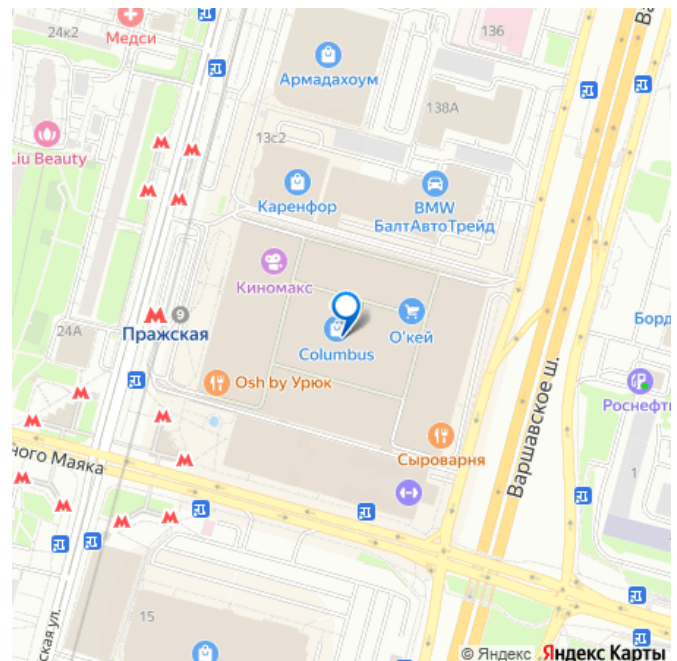 24к2
Медси
136
Армадахоум
138А
13с2
Liu Beauty
Каренфор
BMW
БалтАвтоТрейд
Киномакс
9
Пражская
24А
Columbus
О'кей
Борд
Osh by Урюк
Роснефть
Сыроварня
Варшавское ш.
ного Маяка
1
15
ская ул.
© Яндекс Яндекс Карты